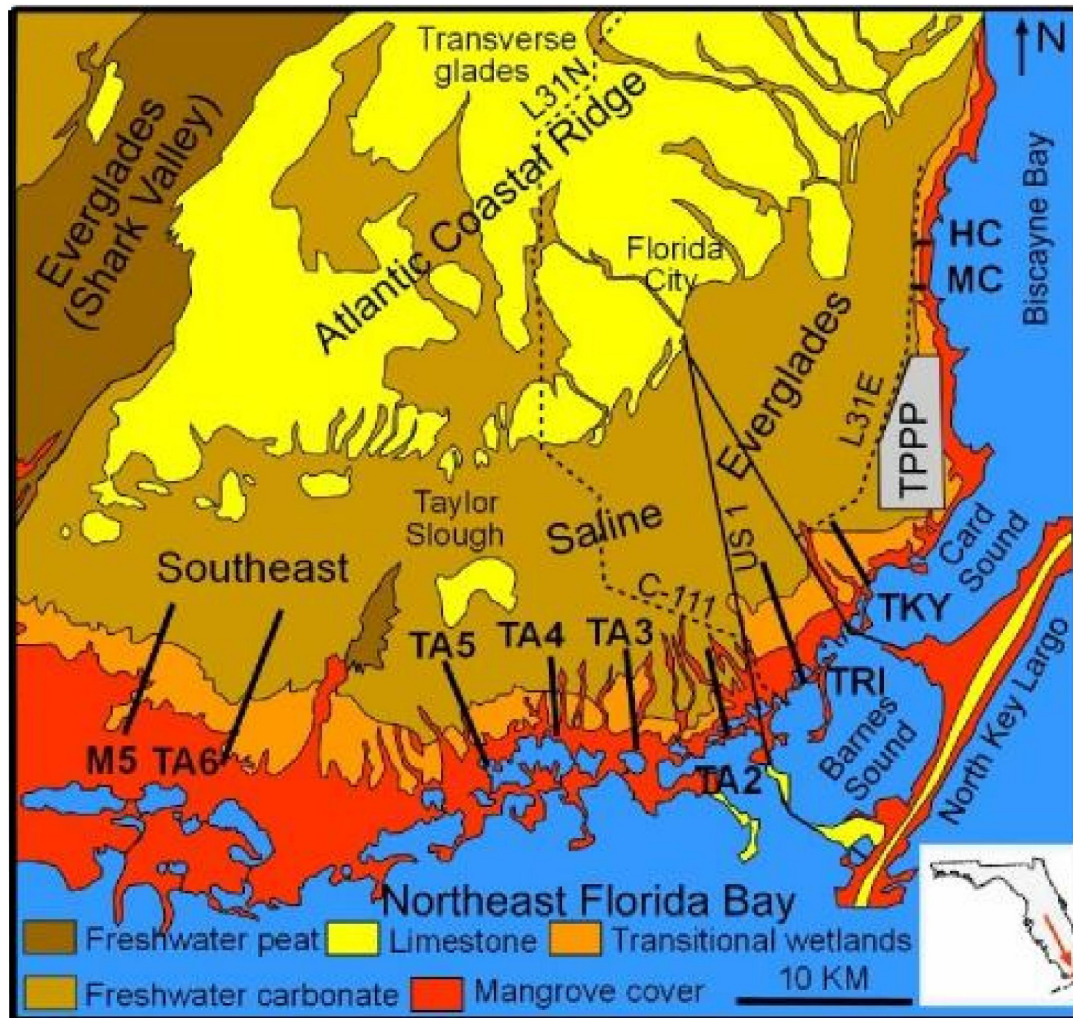 N
Transverse
glades
L31N
Everglades
(Shark Valley)
Atlantic Coastal Ridge
Biscayne Bay
HC
MC
Florida
City
Everglades
L31E
TPPP
Taylor
Slough
Saline
US 1
Card
Sound
Southeast
C-111
TKY
TA5
TA4
TA3
TRI
M5
TA6
TA2
Barnes
Sound
North Key Largo
Northeast Florida Bay
Freshwater peat
Limestone
Transitional wetlands
Freshwater carbonate
Mangrove cover
10 KM